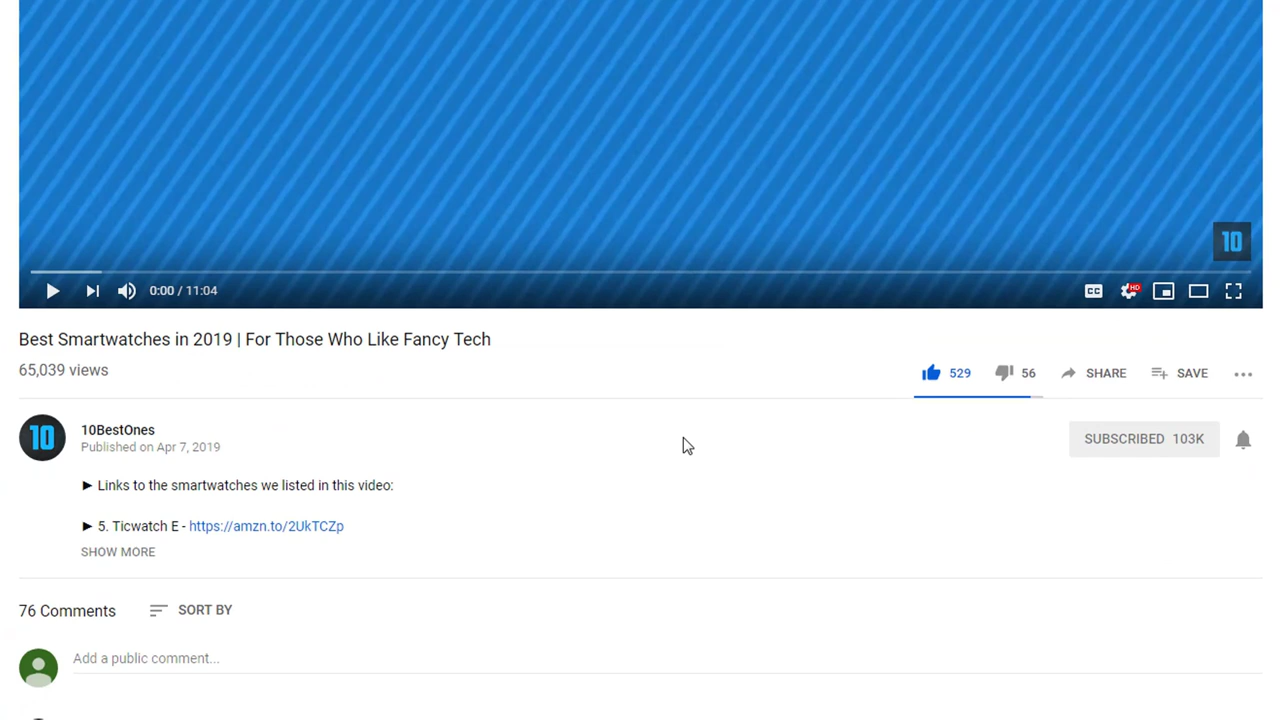 10
0:00 / 11:04
CC
HD
Best Smartwatches in 2019 | For Those Who Like Fancy Tech
65,039 views
529
56
SHARE
SAVE
10
10BestOnes
Published on Apr 7, 2019
SUBSCRIBED 103K
► Links to the smartwatches we listed in this video:
► 5. Ticwatch E - https://amzn.to/2UkTCZp
SHOW MORE
76 Comments
SORT BY
Add a public comment...